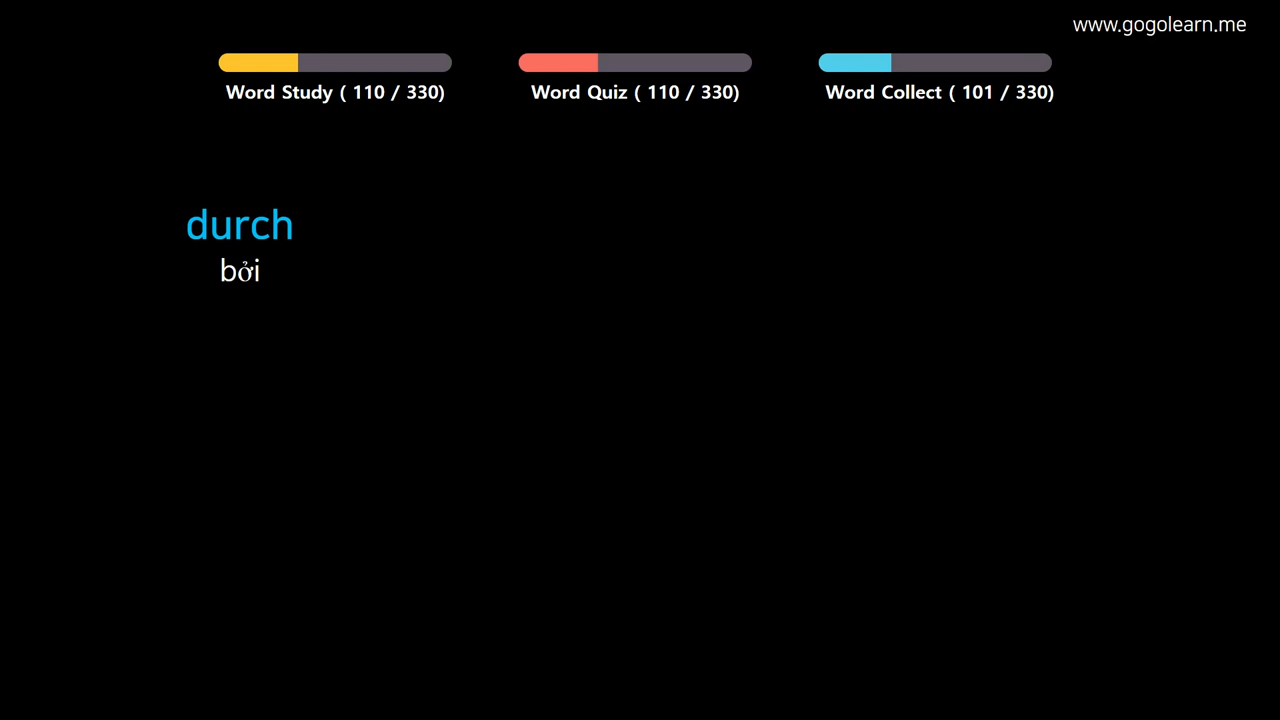 www.gogolearn.me
Word Study ( 110 / 330)
Word Quiz ( 110 / 330)
Word Collect ( 101 / 330)
durch
bởi